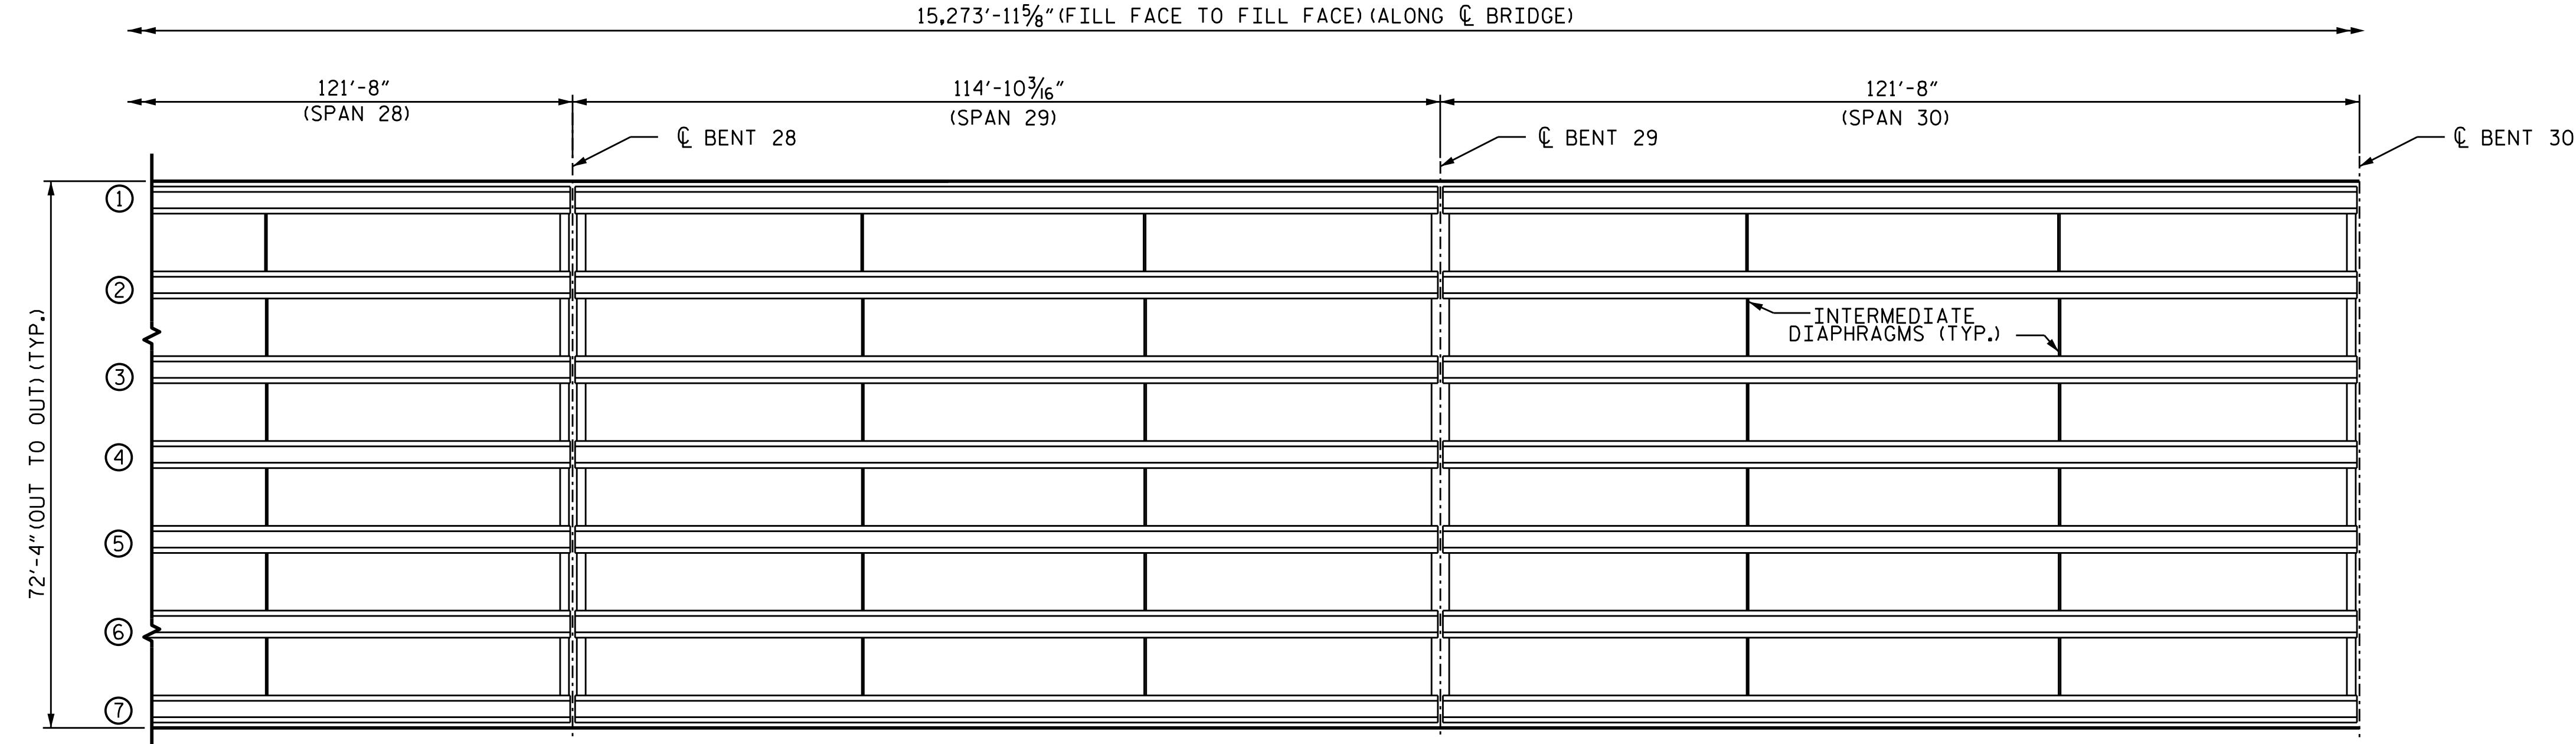 15,273'-11⅝" (FILL FACE TO FILL FACE) (ALONG ℄ BRIDGE)
121'-8"
(SPAN 28)
114'-10³⁄₁₆"
(SPAN 29)
121'-8"
(SPAN 30)
℄ BENT 28
℄ BENT 29
℄ BENT 30
72'-4" (OUT TO OUT) (TYP.)
1
2
3
4
5
6
7
INTERMEDIATE
DIAPHRAGMS (TYP.)